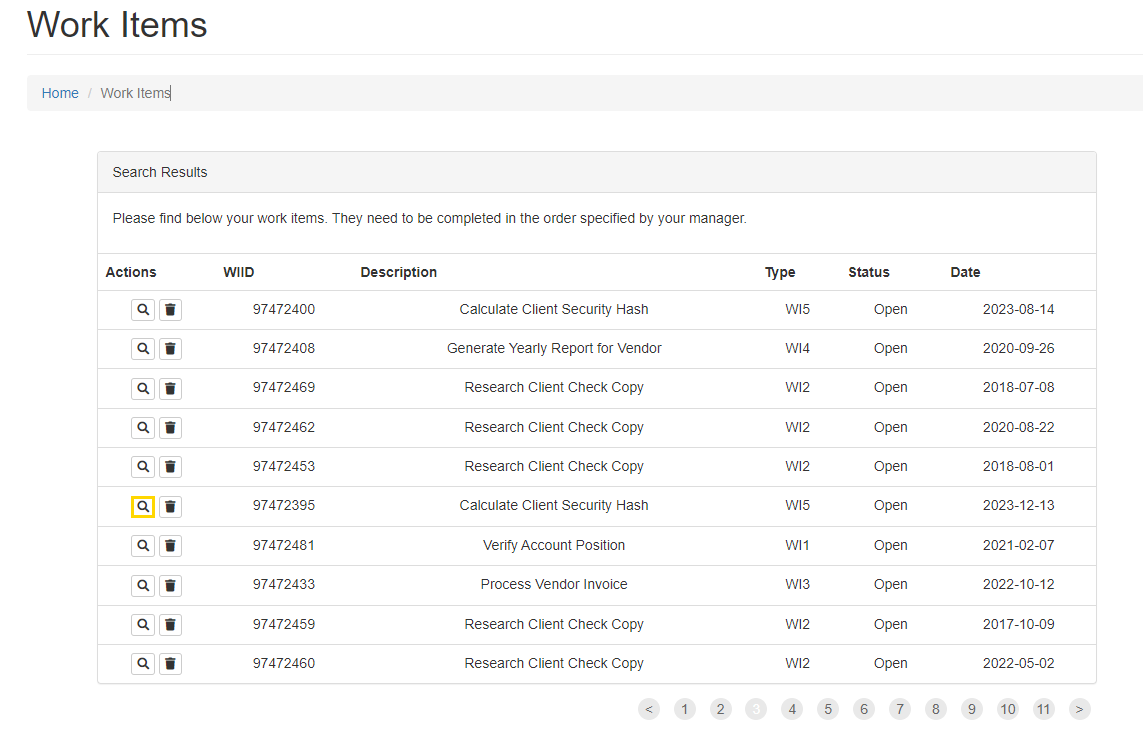 Work Items
Home / Work Items
Search Results
Please find below your work items. They need to be completed in the order specified by your manager.
Actions WIID Description Type Status Date
97472400 Calculate Client Security Hash WI5 Open 2023-08-14
97472408 Generate Yearly Report for Vendor WI4 Open 2020-09-26
97472469 Research Client Check Copy WI2 Open 2018-07-08
97472462 Research Client Check Copy WI2 Open 2020-08-22
97472453 Research Client Check Copy WI2 Open 2018-08-01
97472395 Calculate Client Security Hash WI5 Open 2023-12-13
97472481 Verify Account Position WI1 Open 2021-02-07
97472433 Process Vendor Invoice WI3 Open 2022-10-12
97472459 Research Client Check Copy WI2 Open 2017-10-09
97472460 Research Client Check Copy WI2 Open 2022-05-02
< 1 2 3 4 5 6 7 8 9 10 11 >